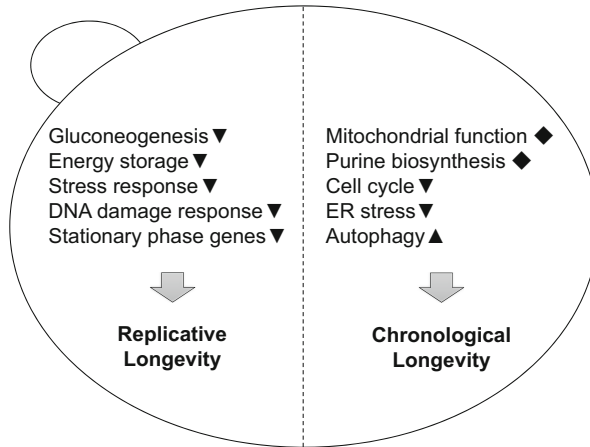 Gluconeogenesis ▼
Energy storage ▼
Stress response ▼
DNA damage response ▼
Stationary phase genes ▼
Replicative
Longevity
Mitochondrial function ◆
Purine biosynthesis ◆
Cell cycle ▼
ER stress ▼
Autophagy ▲
Chronological
Longevity